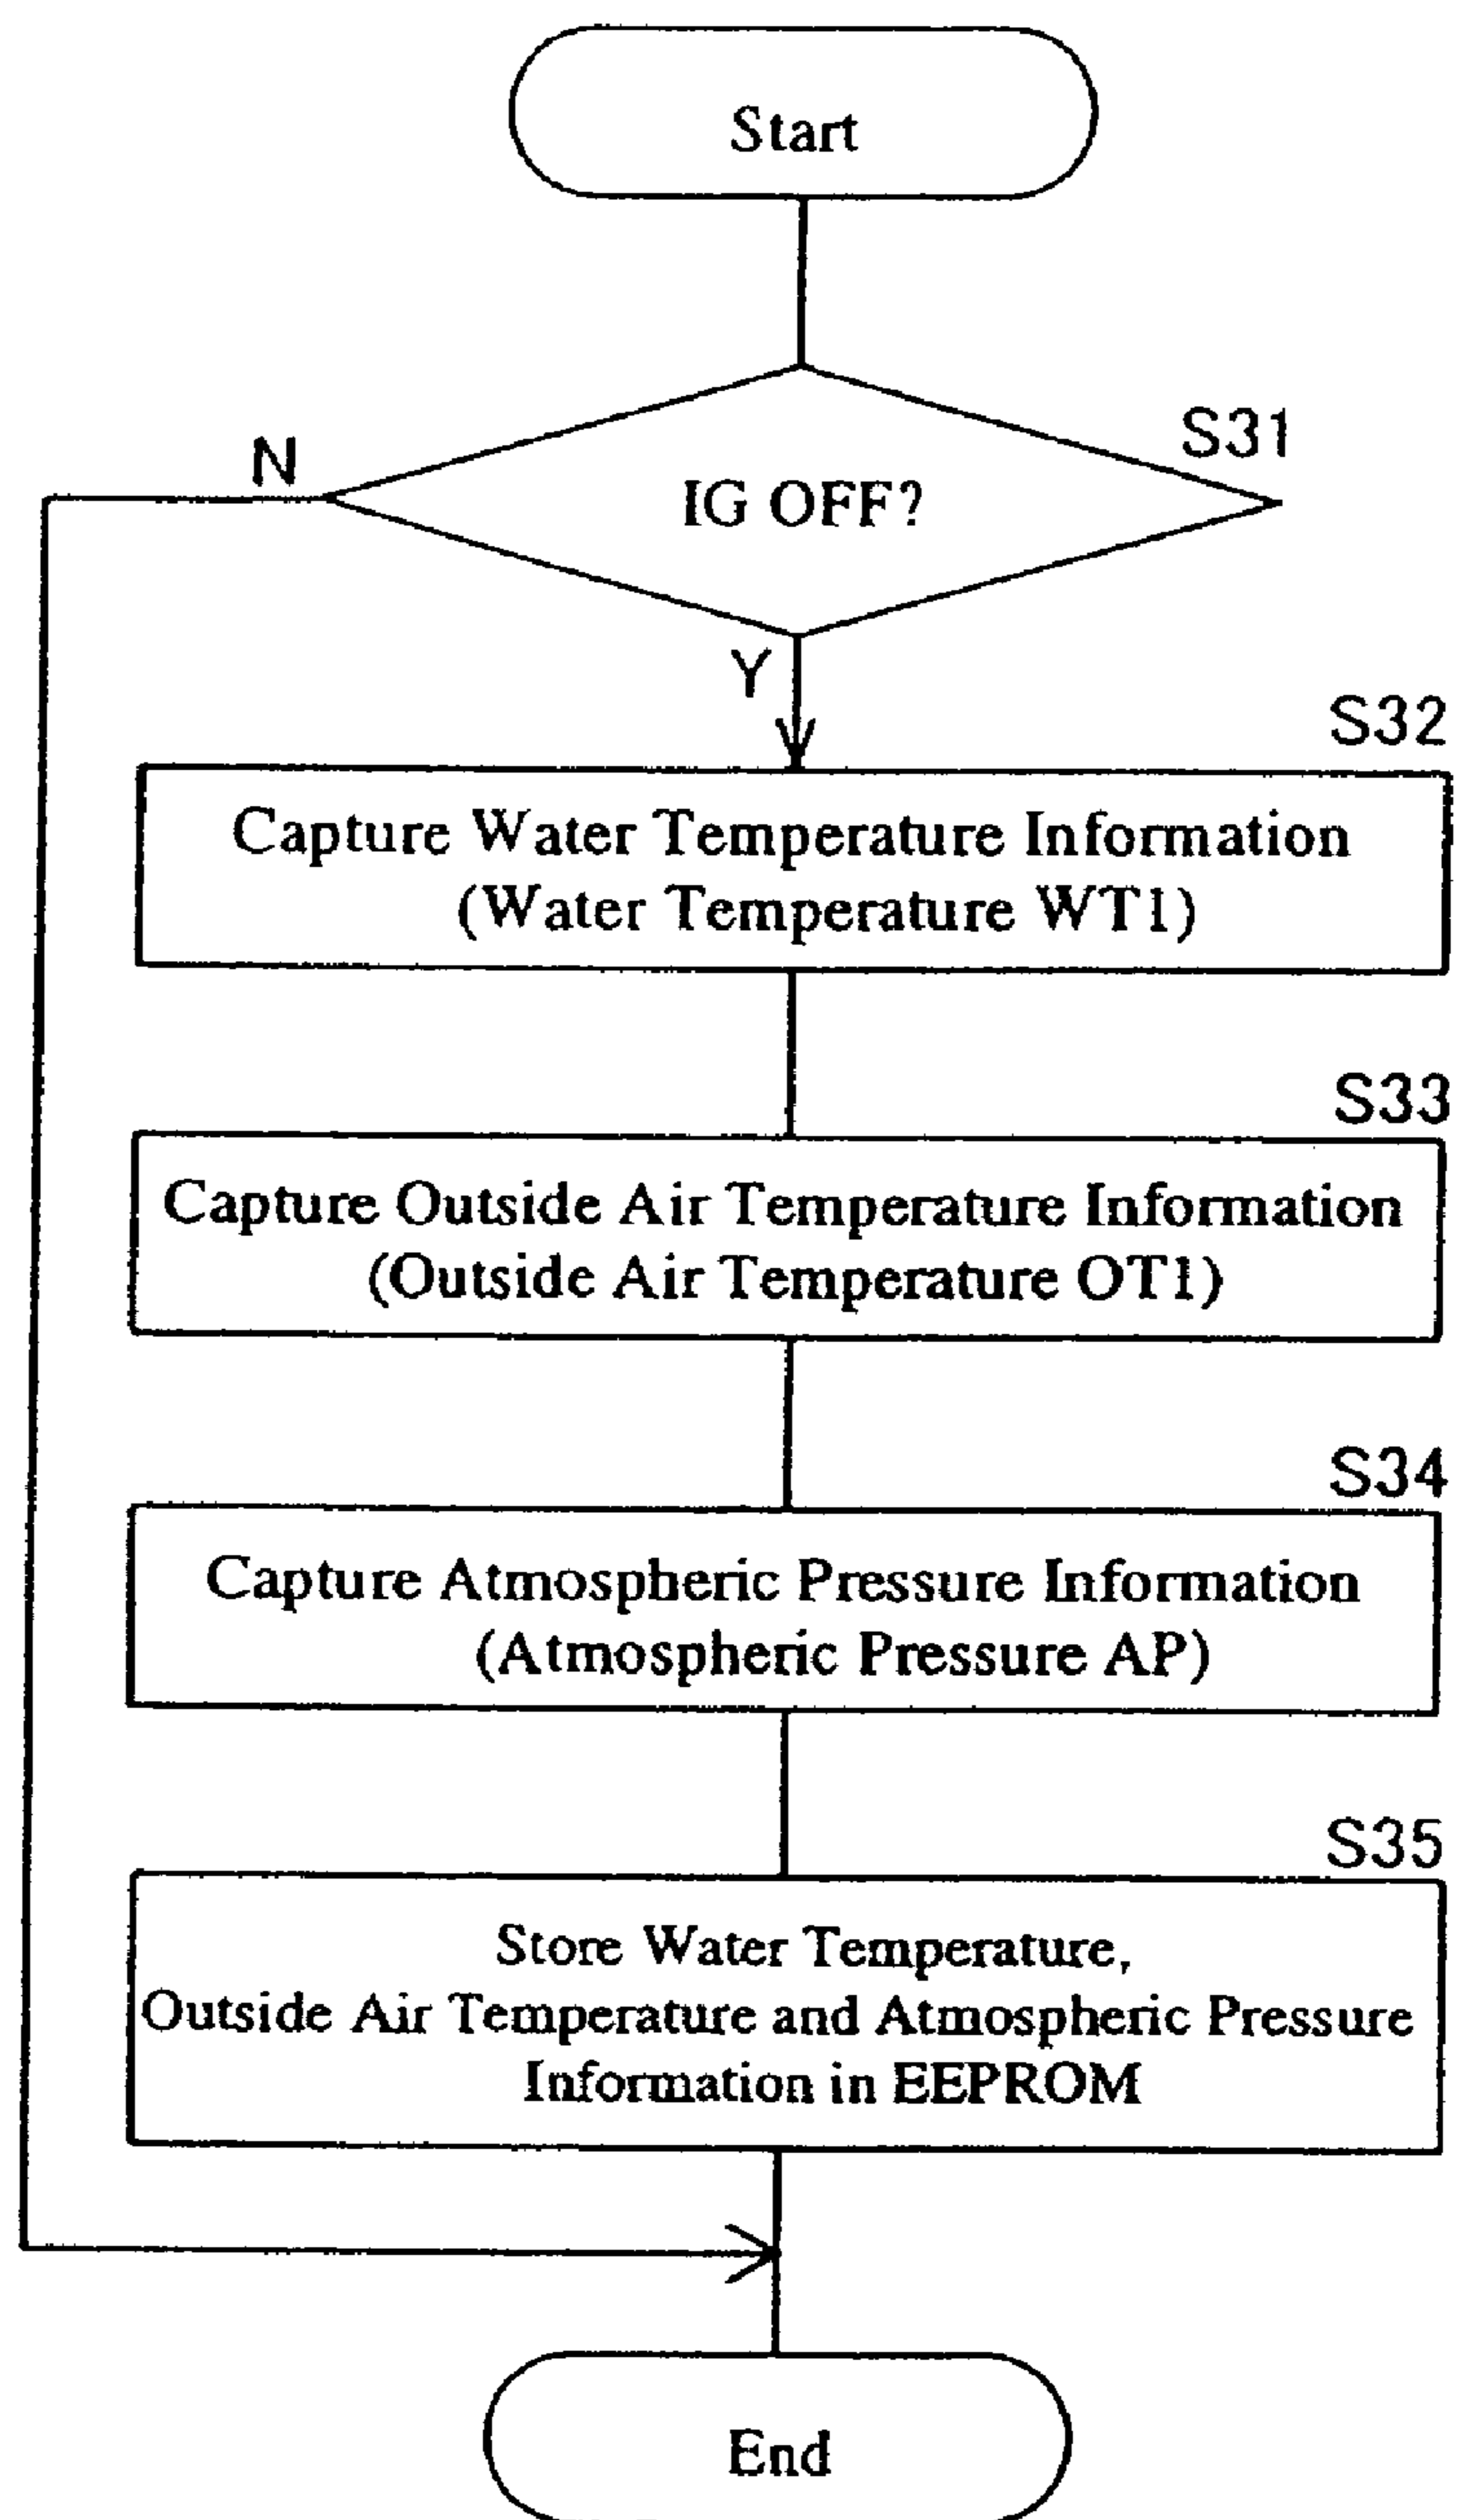 Start
S31
N
IG OFF?
Y
S32
Capture Water Temperature Information
(Water Temperature WT1)
S33
Capture Outside Air Temperature Information
(Outside Air Temperature OT1)
S34
Capture Atmospheric Pressure Information
(Atmospheric Pressure AP)
S35
Store Water Temperature,
Outside Air Temperature and Atmospheric Pressure
Information in EEPROM
End